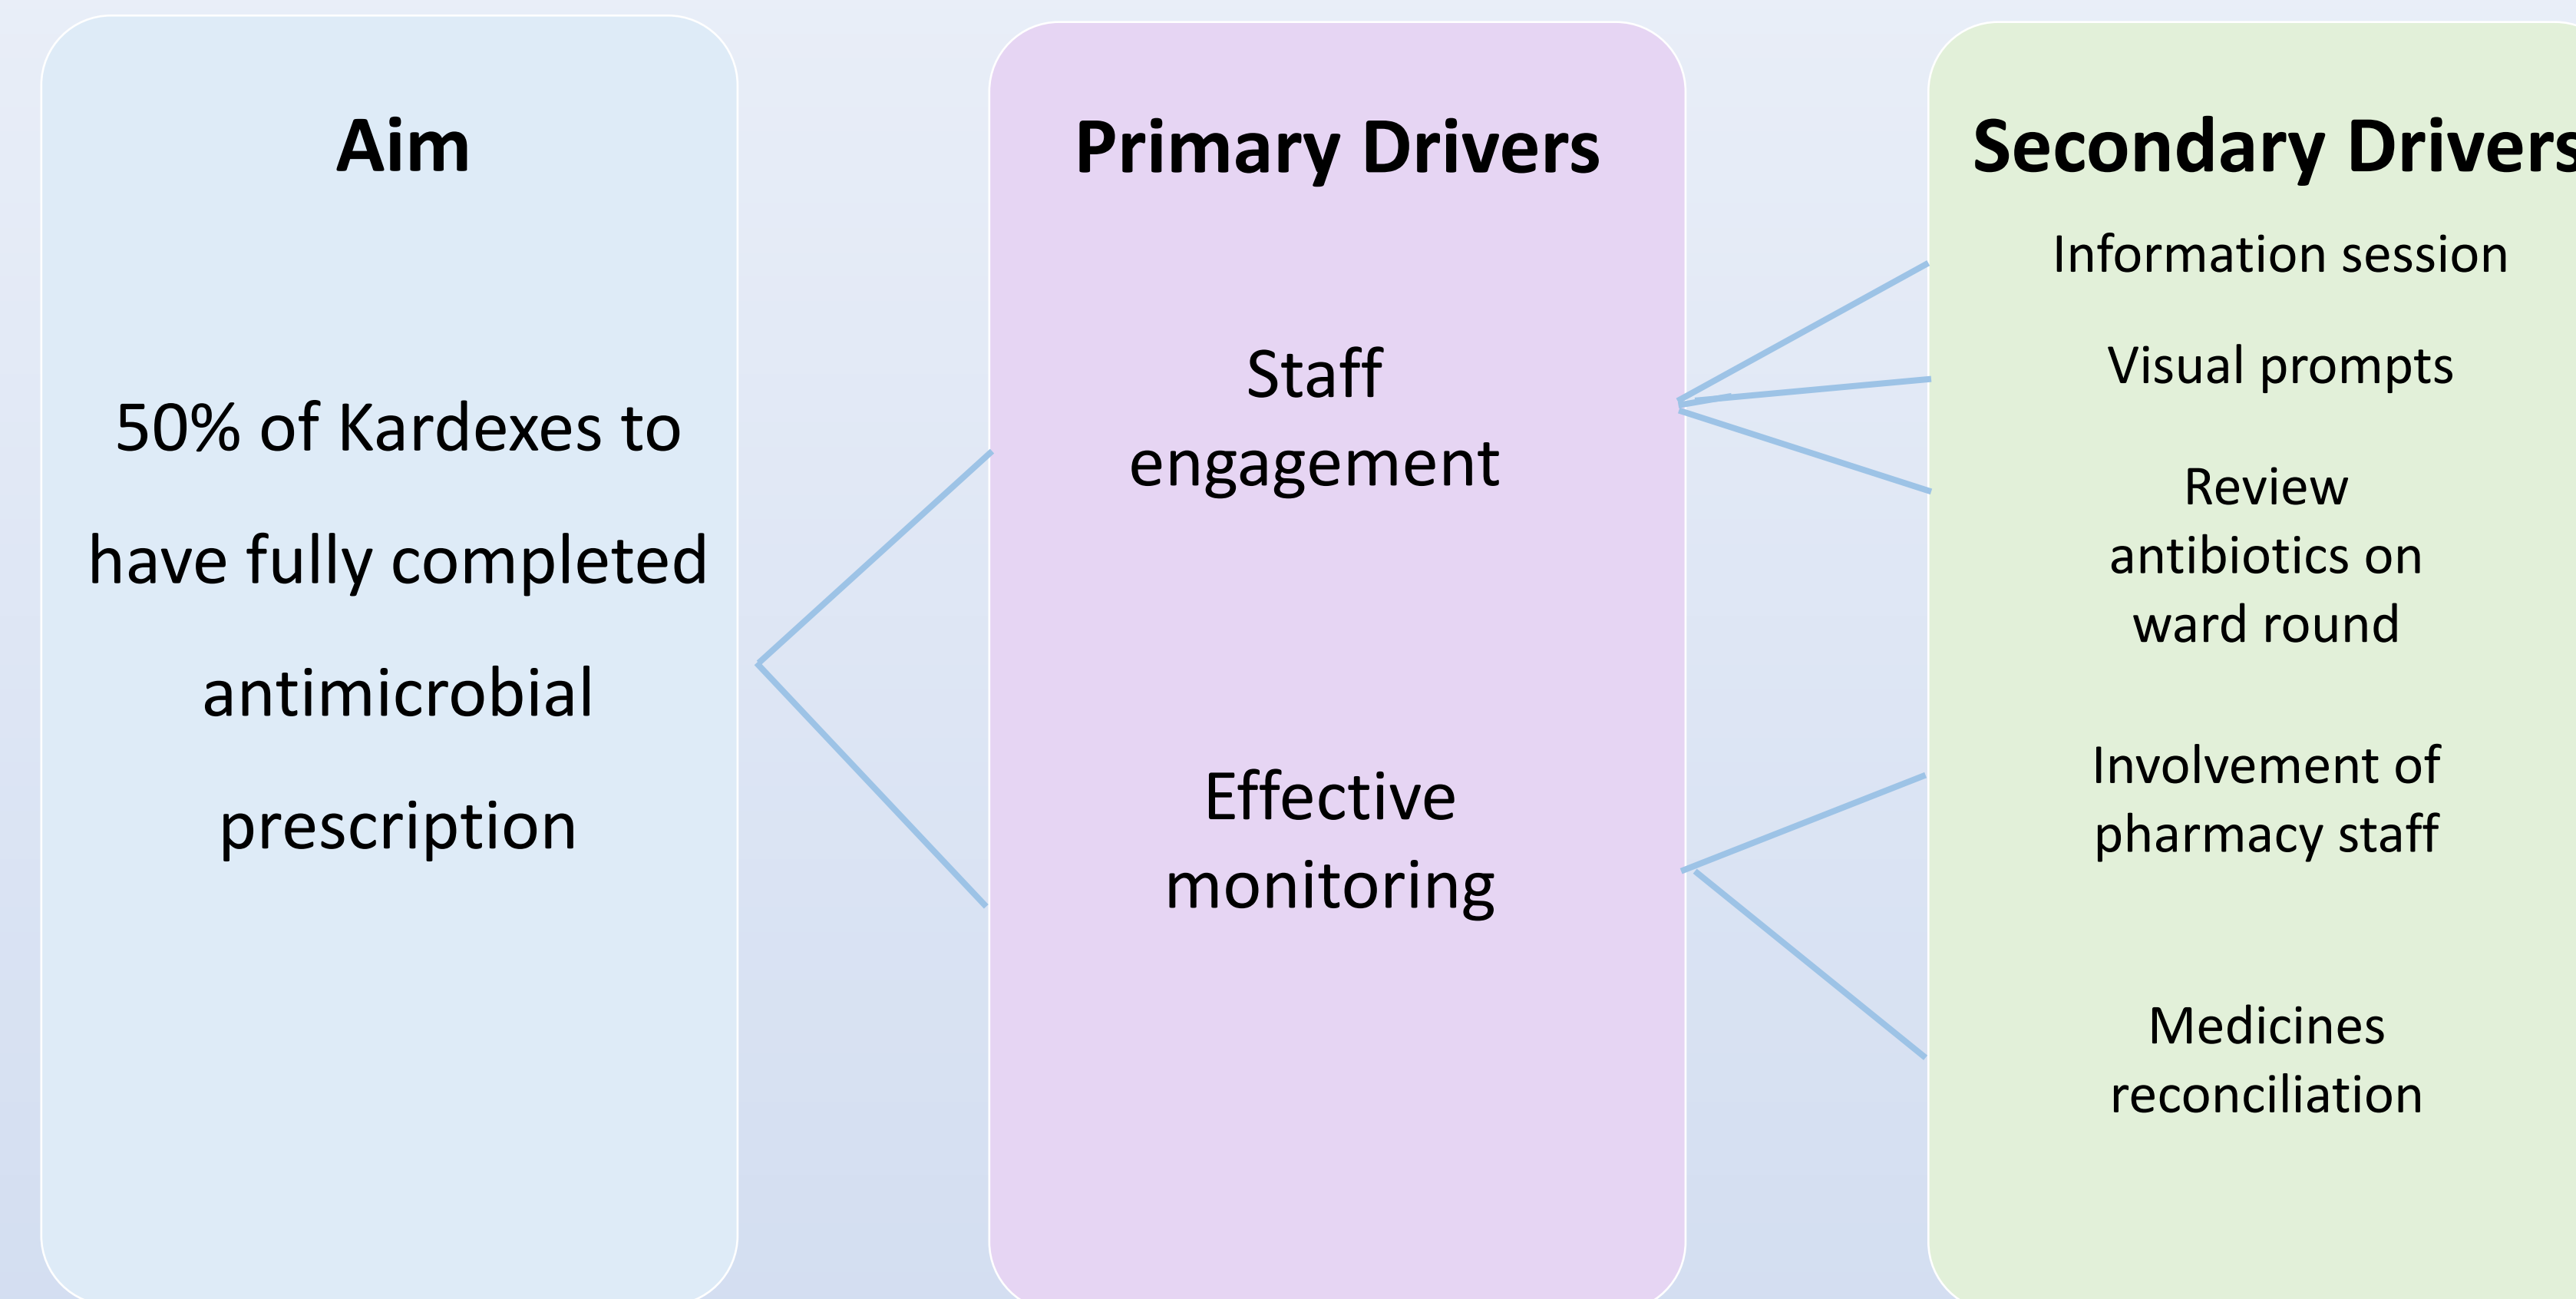 Aim
50% of Kardexes to
have fully completed
antimicrobial
prescription
Primary Drivers
Staff
engagement
Effective
monitoring
Secondary Drivers
Information session
Visual prompts
Review
antibiotics on
ward round
Involvement of
pharmacy staff
Medicines
reconciliation